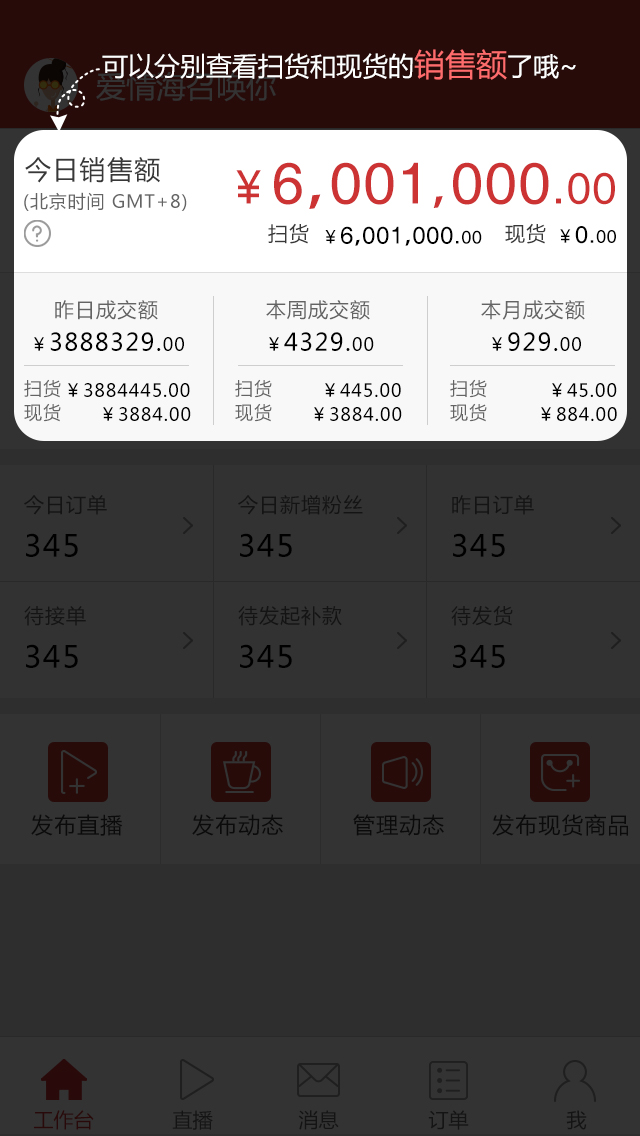 可以分别查看扫货和现货的销售额了哦~
爱情海召唤你
今日销售额
¥6,001,000.00
(北京时间 GMT+8)
?
扫货 ¥6,001,000.00 现货 ¥0.00
昨日成交额 本周成交额 本月成交额
¥3888329.00 ¥4329.00 ¥929.00
扫货 ¥3884445.00 扫货 ¥445.00 扫货 ¥45.00
现货 ¥3884.00 现货 ¥3884.00 现货 ¥884.00
今日订单 今日新增粉丝 昨日订单
345 345 345
待接单 待发起补款 待发货
345 345 345
发布直播 发布动态 管理动态 发布现货商品
工作台 直播 消息 订单 我